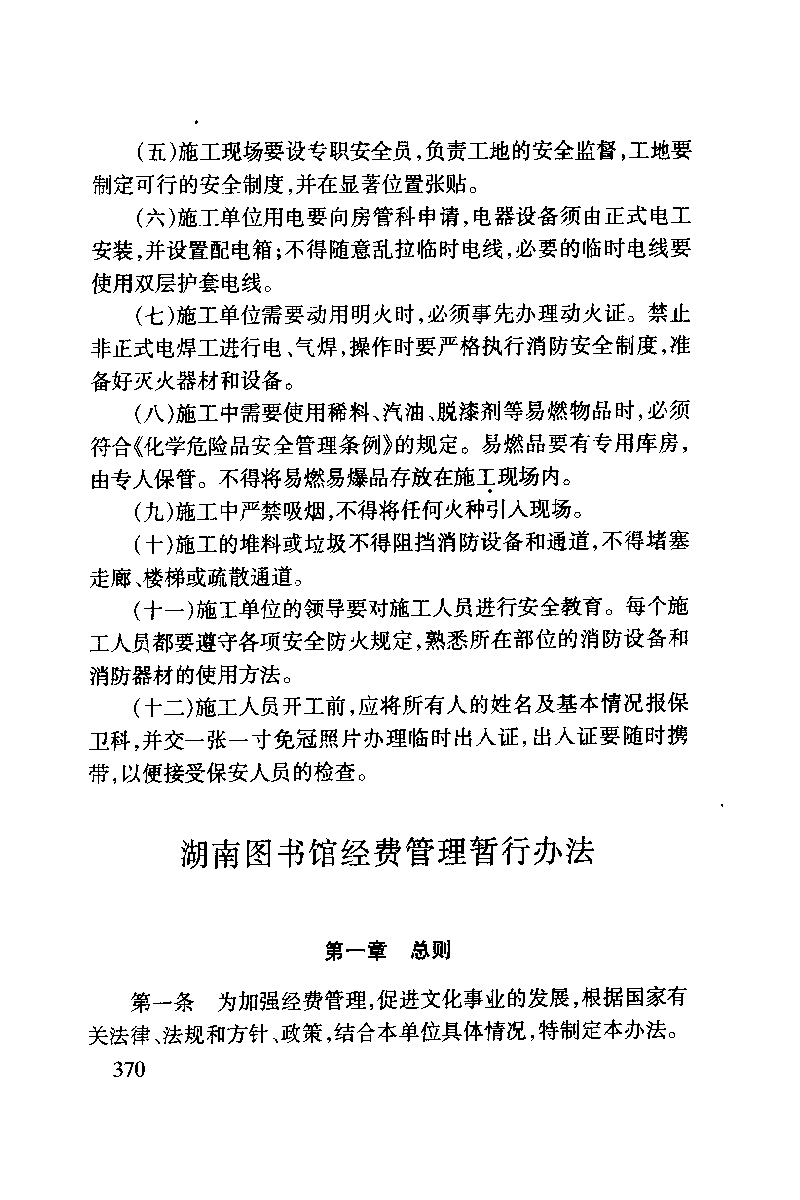 (五)施工现场要设专职安全员,负责工地的安全监督,工地要
制定可行的安全制度,并在显著位置张贴。
(六)施工单位用电要向房管科申请,电器设备须由正式电工
安装,并设置配电箱;不得随意乱拉临时电线,必要的临时电线要
使用双层护套电线。
(七)施工单位需要动用明火时,必须事先办理动火证。禁止
非正式电焊工进行电、气焊,操作时要严格执行消防安全制度,准
备好灭火器材和设备。
(八)施工中需要使用稀料、汽油、脱漆剂等易燃物品时,必须
符合《化学危险品安全管理条例》的规定。易燃品要有专用库房,
由专人保管。不得将易燃易爆品存放在施工现场内。
(九)施工中严禁吸烟,不得将任何火种引入现场。
(十)施工的堆料或垃圾不得阻挡消防设备和通道,不得堵塞
走廊、楼梯或疏散通道。
(十一)施工单位的领导要对施工人员进行安全教育。每个施
工人员都要遵守各项安全防火规定,熟悉所在部位的消防设备和
消防器材的使用方法。
(十二)施工人员开工前,应将所有人的姓名及基本情况报保
卫科,并交一张一寸免冠照片办理临时出入证,出入证要随时携
带,以便接受保安人员的检查。
湖南图书馆经费管理暂行办法
第一章 总则
第一条 为加强经费管理,促进文化事业的发展,根据国家有
关法律、法规和方针、政策,结合本单位具体情况,特制定本办法。
370